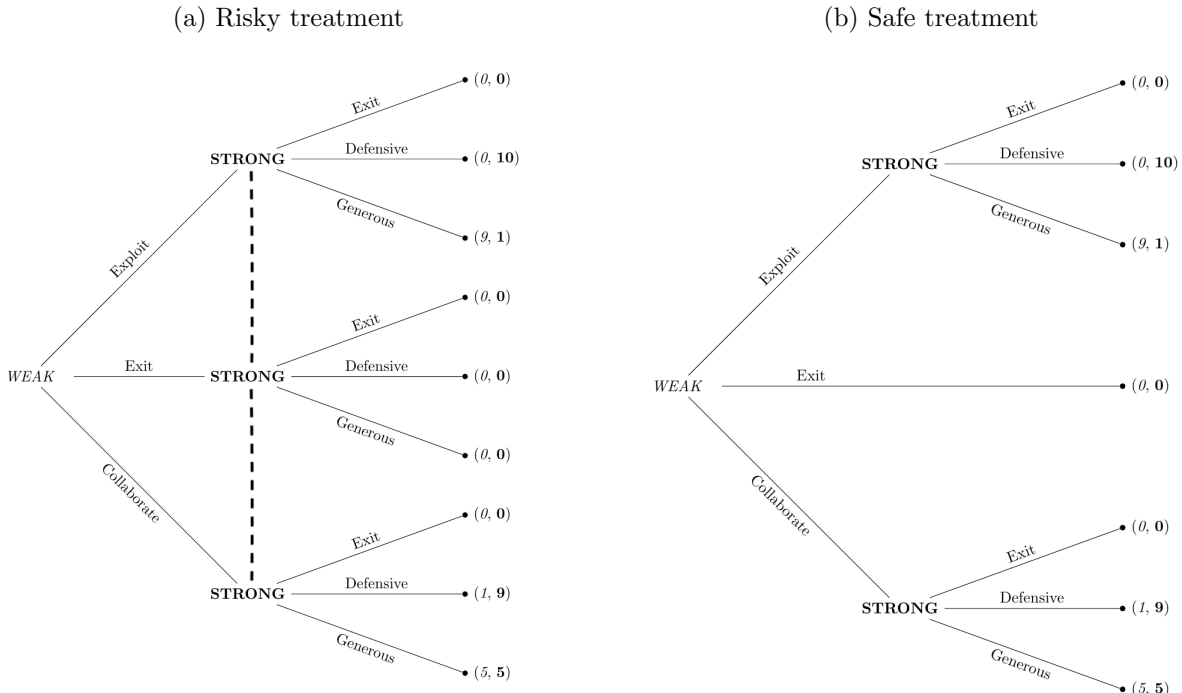 (a) Risky treatment
(0, 0)
Exit
STRONG
Defensive
(0, 10)
Generous
(9, 1)
Exploit
(0, 0)
Exit
WEAK
Exit
STRONG
Defensive
(0, 0)
Generous
(0, 0)
Collaborate
(0, 0)
Exit
STRONG
Defensive
(1, 9)
Generous
(5, 5)
(b) Safe treatment
(0, 0)
Exit
STRONG
Defensive
(0, 10)
Generous
(9, 1)
Exploit
WEAK
Exit
(0, 0)
Collaborate
(0, 0)
Exit
STRONG
Defensive
(1, 9)
Generous
(5, 5)